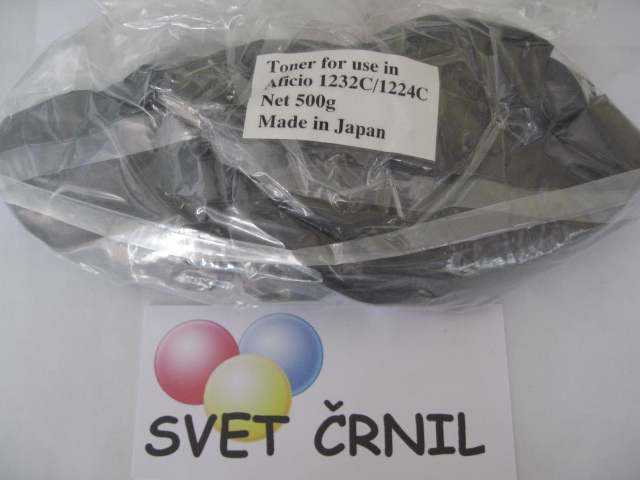 Toner for use in
Aficio 1232C/1224C
Net 500g
Made in Japan
SVET ČRNIL